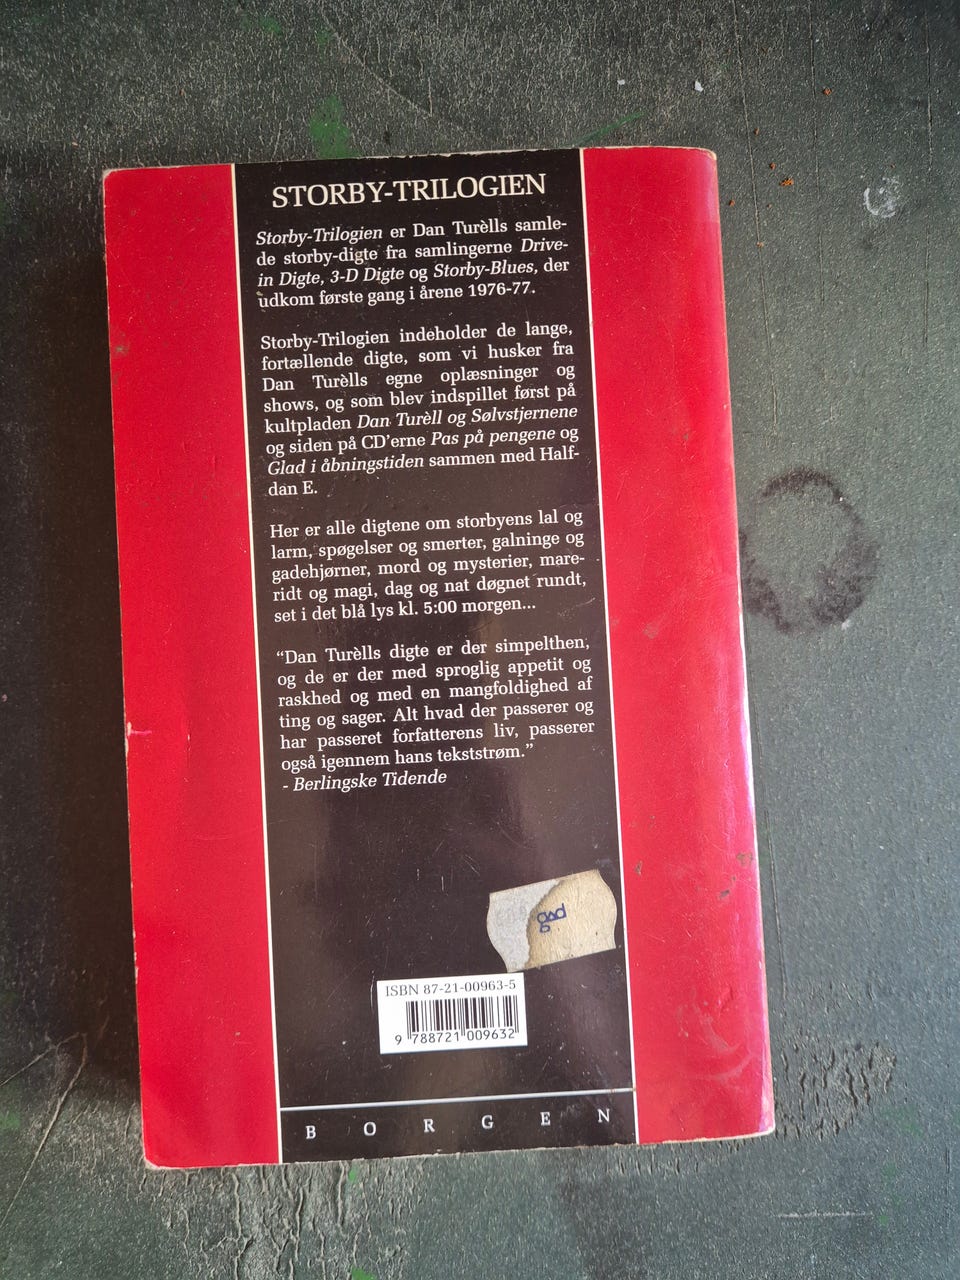 STORBY-TRILOGIEN
Storby-Trilogien er Dan Turèlls samle-
de storby-digte fra samlingerne Drive-
in Digte, 3-D Digte og Storby-Blues, der
udkom første gang i årene 1976-77.
Storby-Trilogien indeholder de lange,
fortællende digte, som vi husker fra
Dan Turèlls egne oplæsninger og
shows, og som blev indspillet først på
kultpladen Dan Turèll og Sølvstjernene
og siden på CD'erne Pas på pengene og
Glad i åbningstiden sammen med Half-
dan E.
Her er alle digtene om storbyens lal og
larm, spøgelser og smerter, galninge og
gadehjørner, mord og mysterier, mare-
ridt og magi, dag og nat døgnet rundt,
set i det blå lys kl. 5:00 morgen...
“Dan Turèlls digte er der simpelthen,
og de er der med sproglig appetit og
raskhed og med en mangfoldighed af
ting og sager. Alt hvad der passerer og
har passeret forfatterens liv, passerer
også igennem hans tekststrøm.”
- Berlingske Tidende
gad
ISBN 87-21-00963-5
9 788721 009632
BORGEN